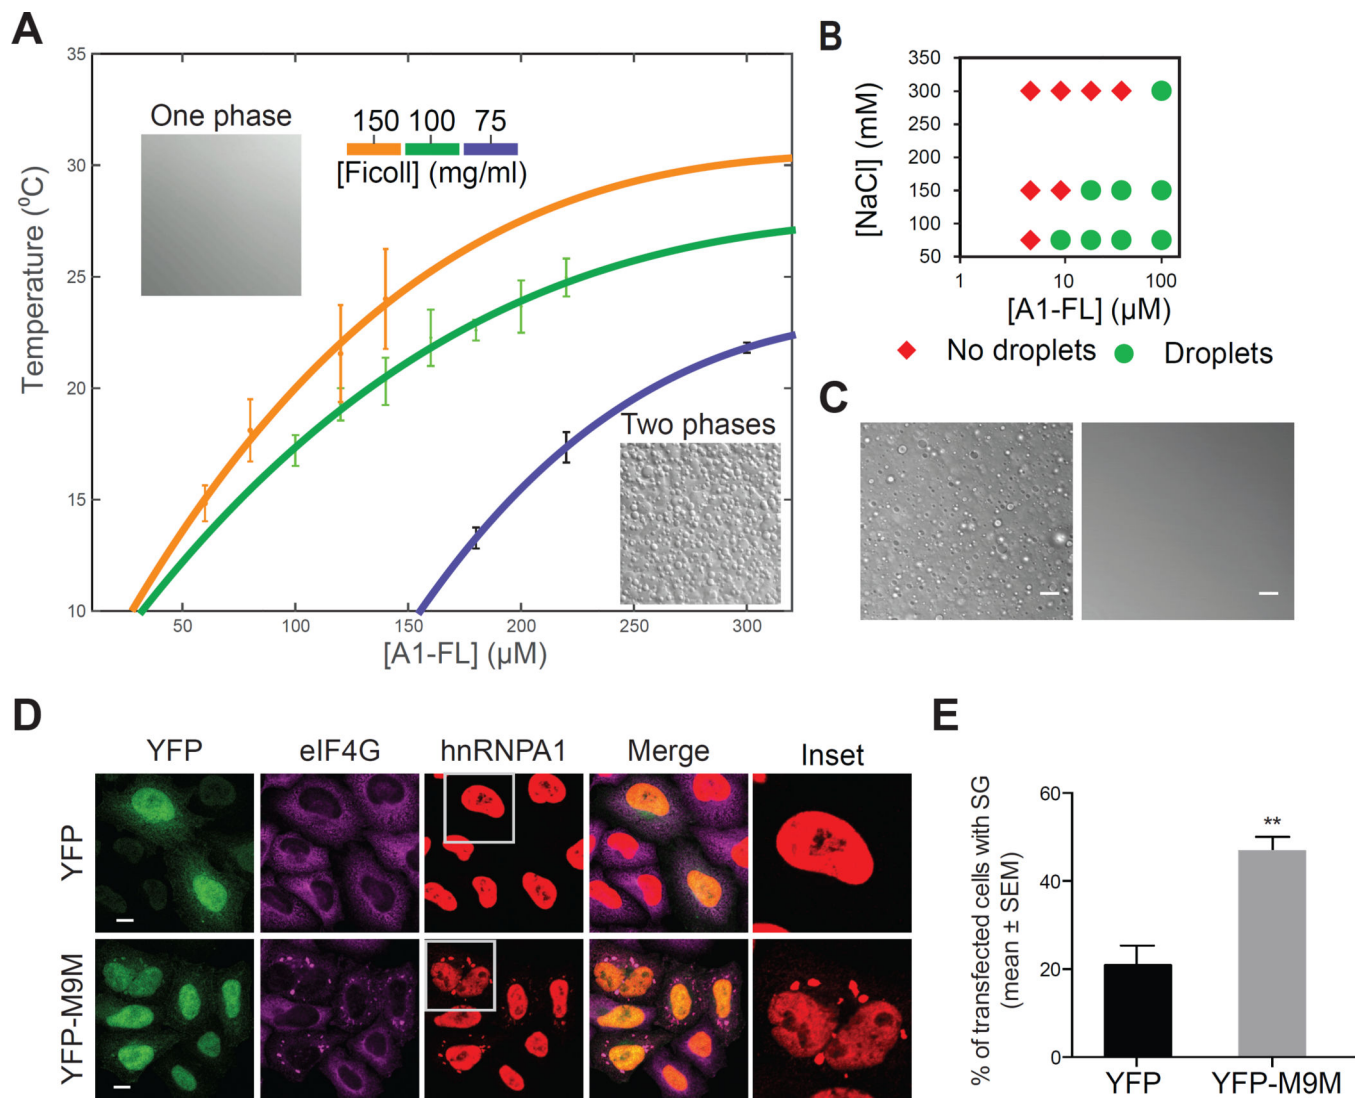 A
35
30
25
20
15
10
Temperature (⁰C)
One phase
150 100 75
[Ficoll] (mg/ml)
Two phases
50 100 150 200 250 300
[A1-FL] (µM)
B
350
300
250
200
150
100
50
[NaCl] (mM)
1 10 100
[A1-FL] (µM)
No droplets Droplets
C
D
YFP eIF4G hnRNPA1 Merge Inset
YFP
YFP-M9M
E
% of transfected cells with SG
(mean ± SEM)
60
40
20
0
**
YFP YFP-M9M